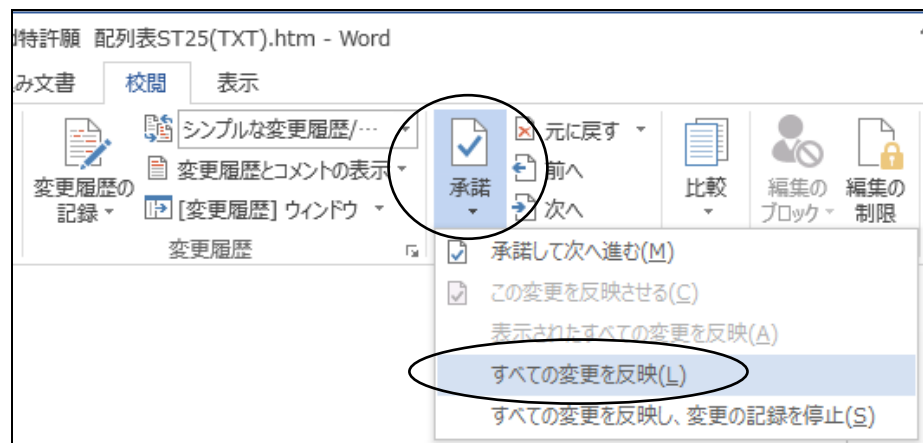 特許願 配列表ST25(TXT).htm - Word
み文書 校閲 表示
変更履歴の
記録
シンプルな変更履歴/…
変更履歴とコメントの表示
[変更履歴] ウィンドウ
変更履歴
承諾
元に戻す
前へ
次へ
比較
編集の
ブロック
編集の
制限
承諾して次へ進む(M)
この変更を反映させる(C)
表示されたすべての変更を反映(A)
すべての変更を反映(L)
すべての変更を反映し、変更の記録を停止(S)